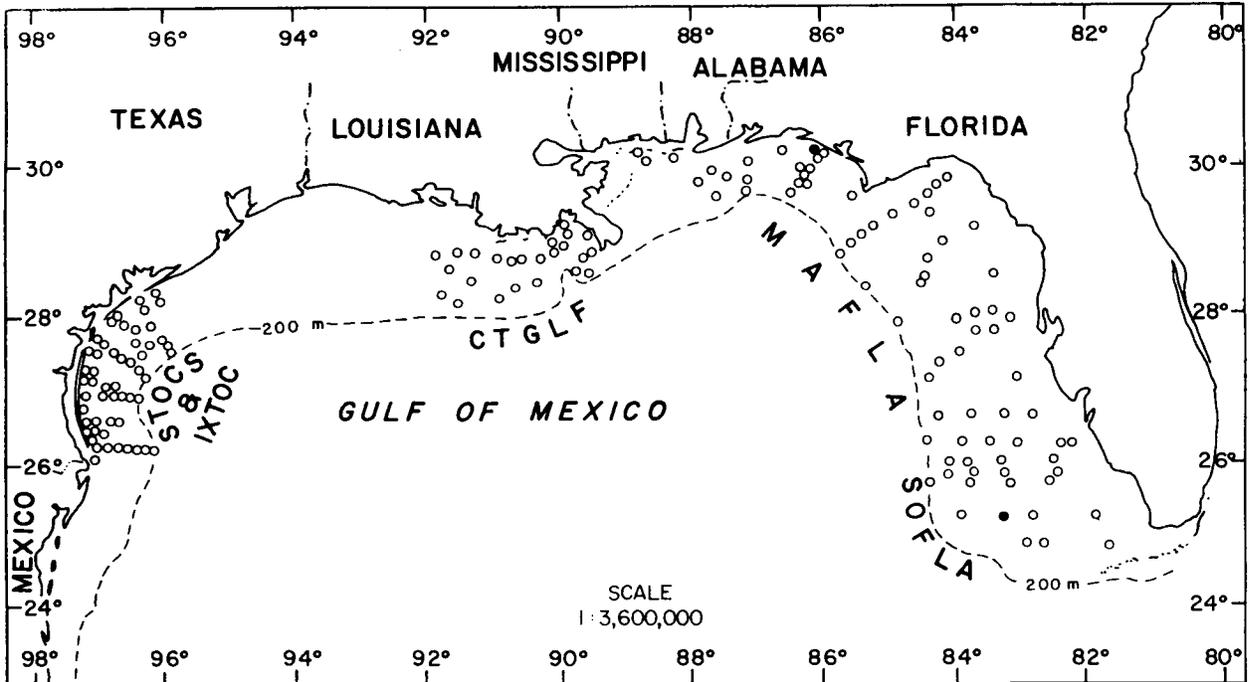 98° 96° 94° 92° 90° 88° 86° 84° 82° 80°
MISSISSIPPI ALABAMA
TEXAS LOUISIANA FLORIDA
30° 30°
MAFLA
28° 28°
200 m
CTGLF
STOCS
&
IXTOC
GULF OF MEXICO
26° 26°
SOFLA
MEXICO
200 m
SCALE
1:3,600,000
24° 24°
98° 96° 94° 92° 90° 88° 86° 84° 82° 80°